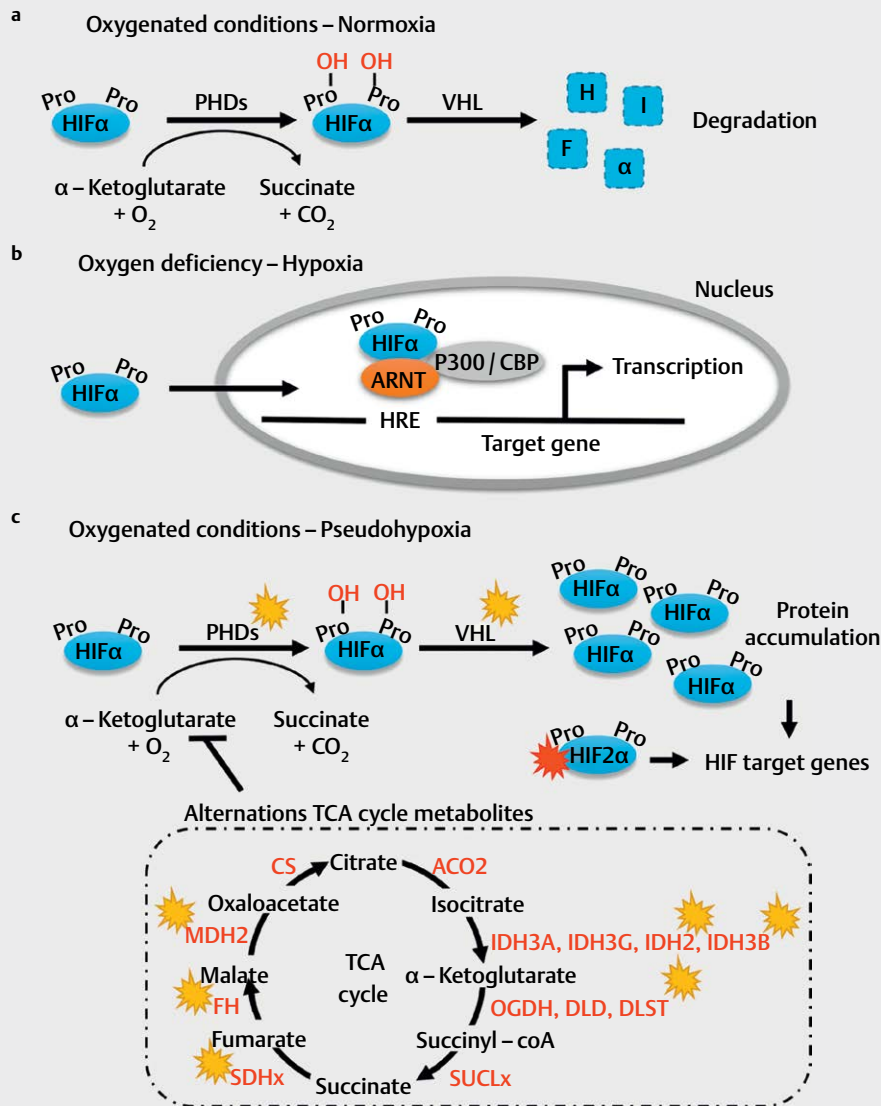 a
Oxygenated conditions – Normoxia
OH OH
Pro Pro
HIFα
PHDs
Pro Pro
HIFα
VHL
H I
F α
Degradation
α – Ketoglutarate
+ O2
Succinate
+ CO2
b
Oxygen deficiency – Hypoxia
Nucleus
Pro Pro
HIFα
Pro Pro
HIFα
P300 / CBP
ARNT
Transcription
HRE
Target gene
c
Oxygenated conditions – Pseudohypoxia
OH OH
Pro Pro
HIFα
PHDs
Pro Pro
HIFα
VHL
Pro Pro
HIFα
Pro Pro
HIFα
Pro Pro
HIFα
Pro Pro
HIFα
Protein
accumulation
α – Ketoglutarate
+ O2
Succinate
+ CO2
Pro Pro
HIF2α
HIF target genes
Alternations TCA cycle metabolites
CS
Citrate
ACO2
Oxaloacetate
Isocitrate
MDH2
IDH3A, IDH3G, IDH2, IDH3B
Malate
TCA
cycle
α – Ketoglutarate
FH
OGDH, DLD, DLST
Fumarate
Succinyl – coA
SDHx
Succinate
SUCLx